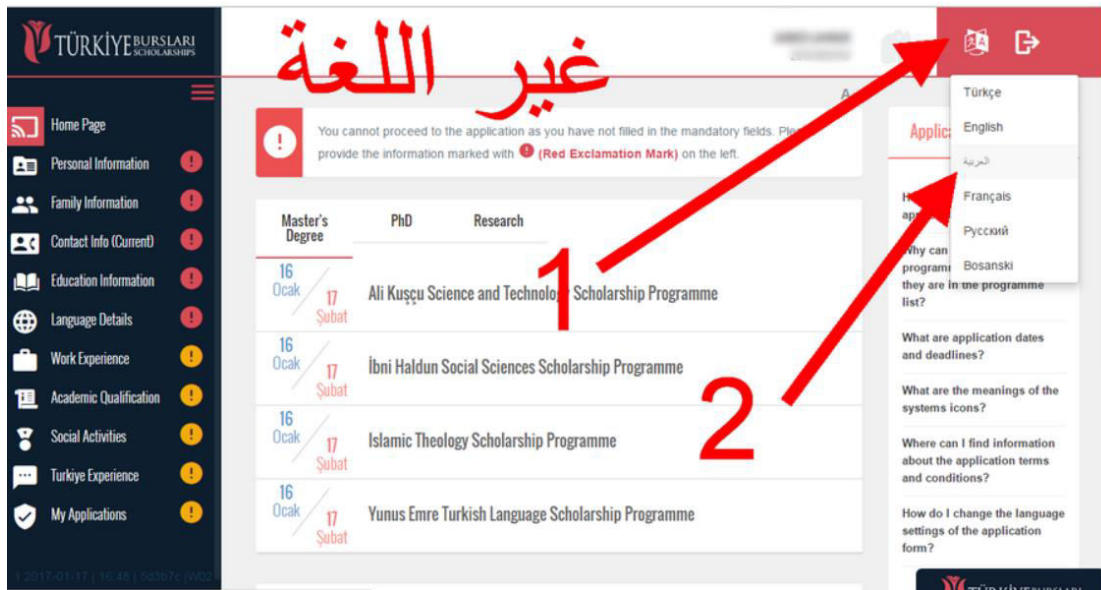 TÜRKİYE BURSLARI
SCHOLARSHIPS
غير اللغة
Türkçe
English
العربية
Français
Русский
Bosanski
Home Page
Personal Information
Family Information
Contact Info (Current)
Education Information
Language Details
Work Experience
Academic Qualification
Social Activities
Turkiye Experience
My Applications
You cannot proceed to the application as you have not filled in the mandatory fields.
provide the information marked with (Red Exclamation Mark) on the left.
Master's Degree
PhD
Research
16 Ocak
17 Şubat
Ali Kuşçu Science and Technology Scholarship Programme
16 Ocak
17 Şubat
İbni Haldun Social Sciences Scholarship Programme
16 Ocak
17 Şubat
Islamic Theology Scholarship Programme
16 Ocak
17 Şubat
Yunus Emre Turkish Language Scholarship Programme
1
2
they are in the programme
list?
What are application dates
and deadlines?
What are the meanings of the
systems icons?
Where can I find information
about the application terms
and conditions?
How do I change the language
settings of the application
form?